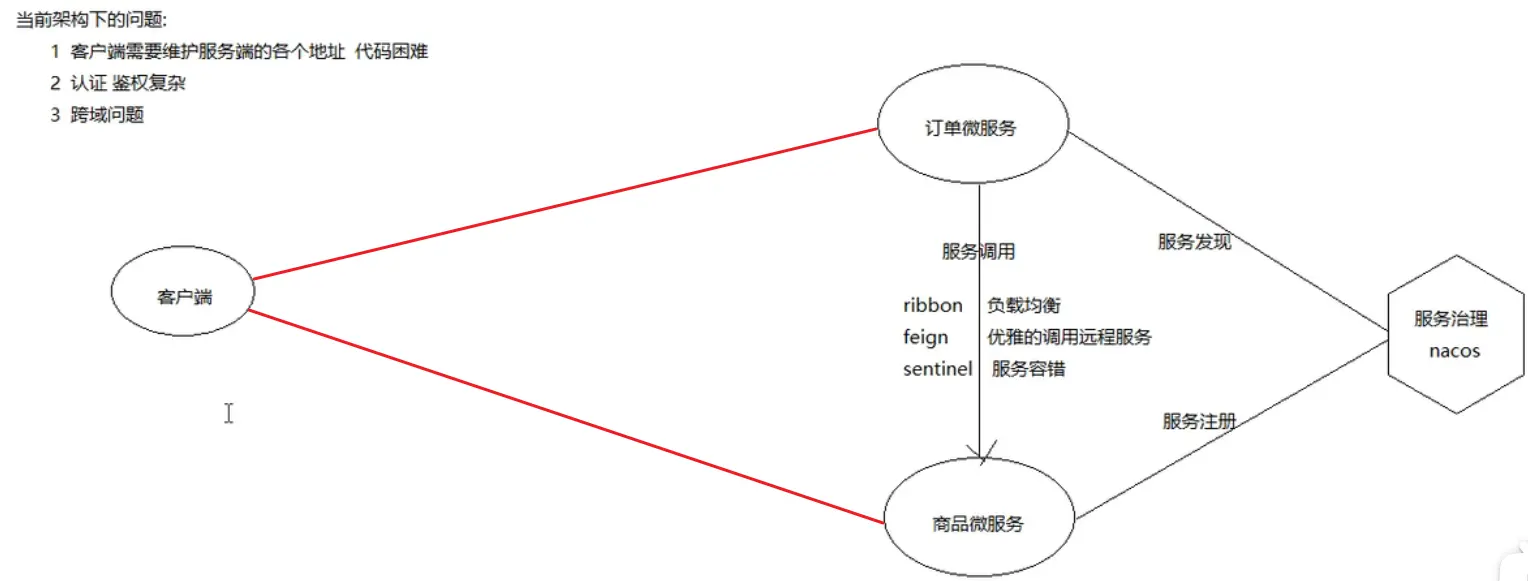 当前架构下的问题:
1 客户端需要维护服务端的各个地址 代码困难
2 认证 鉴权复杂
3 跨域问题
订单微服务
服务调用
服务发现
客户端
ribbon 负载均衡
feign 优雅的调用远程服务
sentinel 服务容错
服务治理
nacos
服务注册
商品微服务